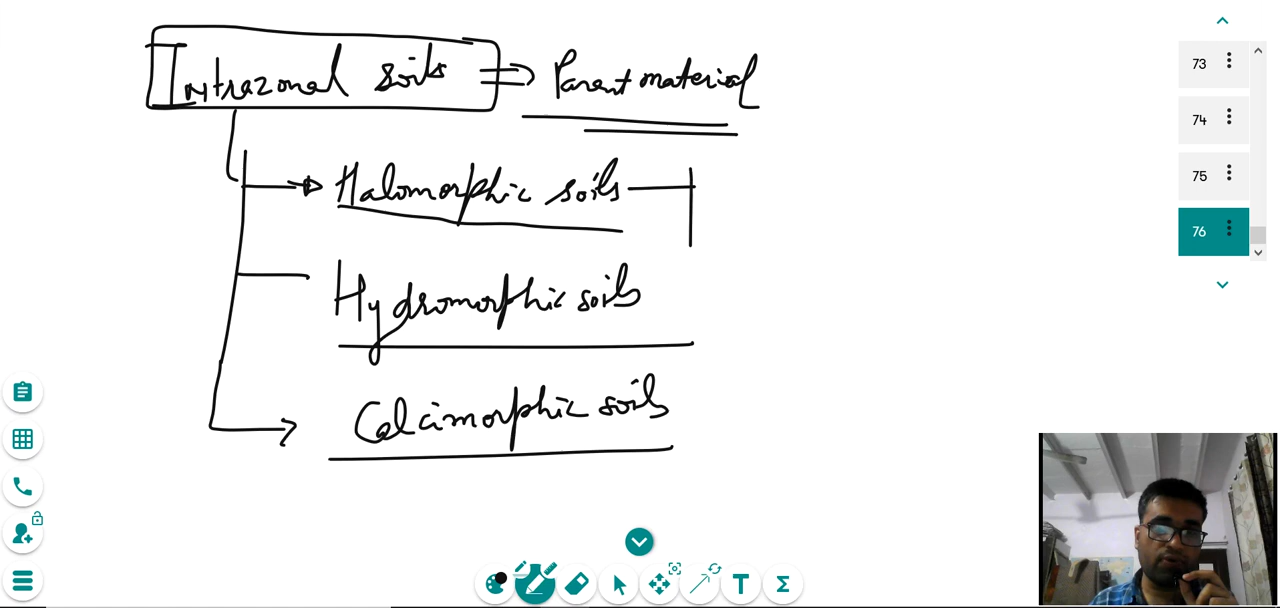 Intrazonal soils ⇒ Parent material
Halomorphic soils
Hydromorphic soils
Calcimorphic soils
73
74
75
76
T
Σ